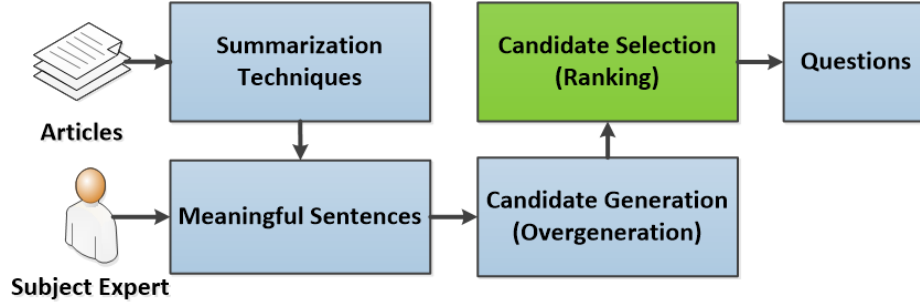 Summarization
Techniques
Candidate Selection
(Ranking)
Questions
Articles
Meaningful Sentences
Candidate Generation
(Overgeneration)
Subject Expert